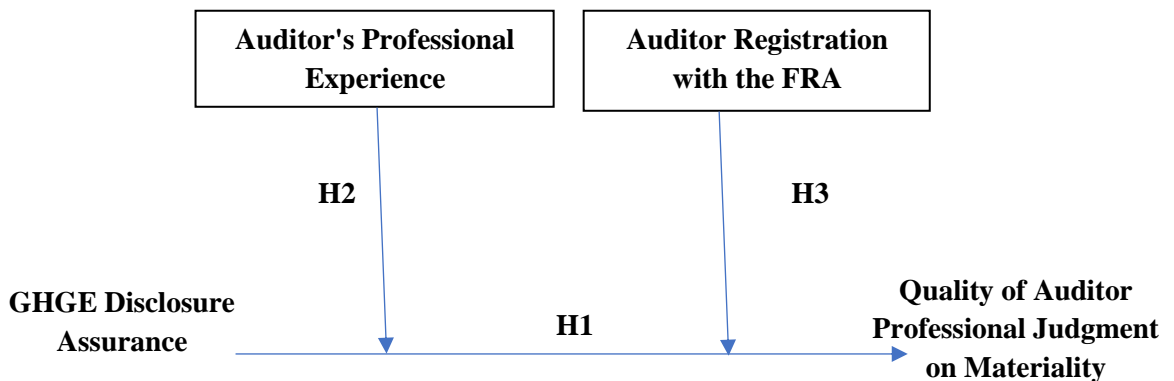 Auditor's Professional
Experience
Auditor Registration
with the FRA
H2
H3
GHGE Disclosure
Assurance
H1
Quality of Auditor
Professional Judgment
on Materiality